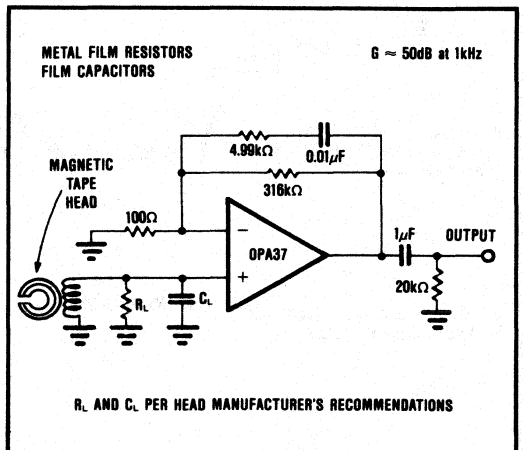 METAL FILM RESISTORS
FILM CAPACITORS
G ≈ 50dB at 1kHz
4.99kΩ
0.01μF
316kΩ
MAGNETIC
TAPE
HEAD
100Ω
−
OPA37
+
1μF
OUTPUT
20kΩ
RL
CL
RL AND CL PER HEAD MANUFACTURER'S RECOMMENDATIONS